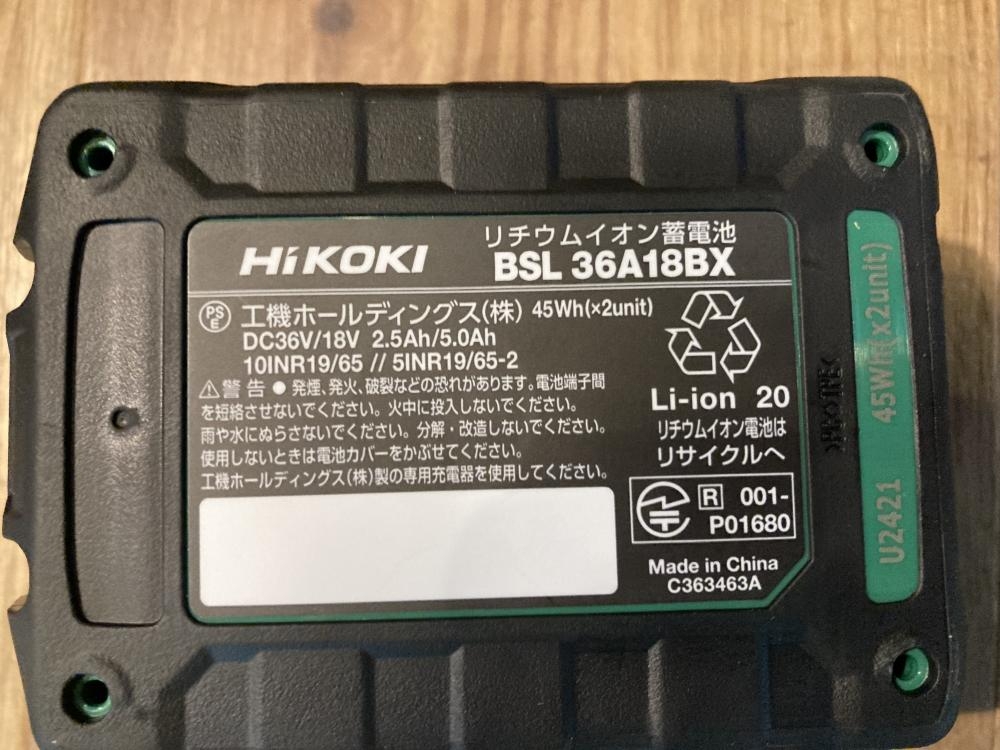 HiKOKI
リチウムイオン蓄電池
BSL 36A18BX
PS
E
工機ホールディングス(株) 45Wh(×2unit)
DC36V/18V 2.5Ah/5.0Ah
10INR19/65 // 5INR19/65-2
警告 ● 発煙、発火、破裂などの恐れがあります。電池端子間
を短絡させないでください。火中に投入しないでください。
雨や水にぬらさないでください。分解・改造しないでください。
使用しないときは電池カバーをかぶせてください。
工機ホールディングス(株)製の専用充電器を使用してください。
Li-ion 20
リチウムイオン電池は
リサイクルへ
R 001-
P01680
Made in China
C363463A
45Wh(x2unit)
U2421